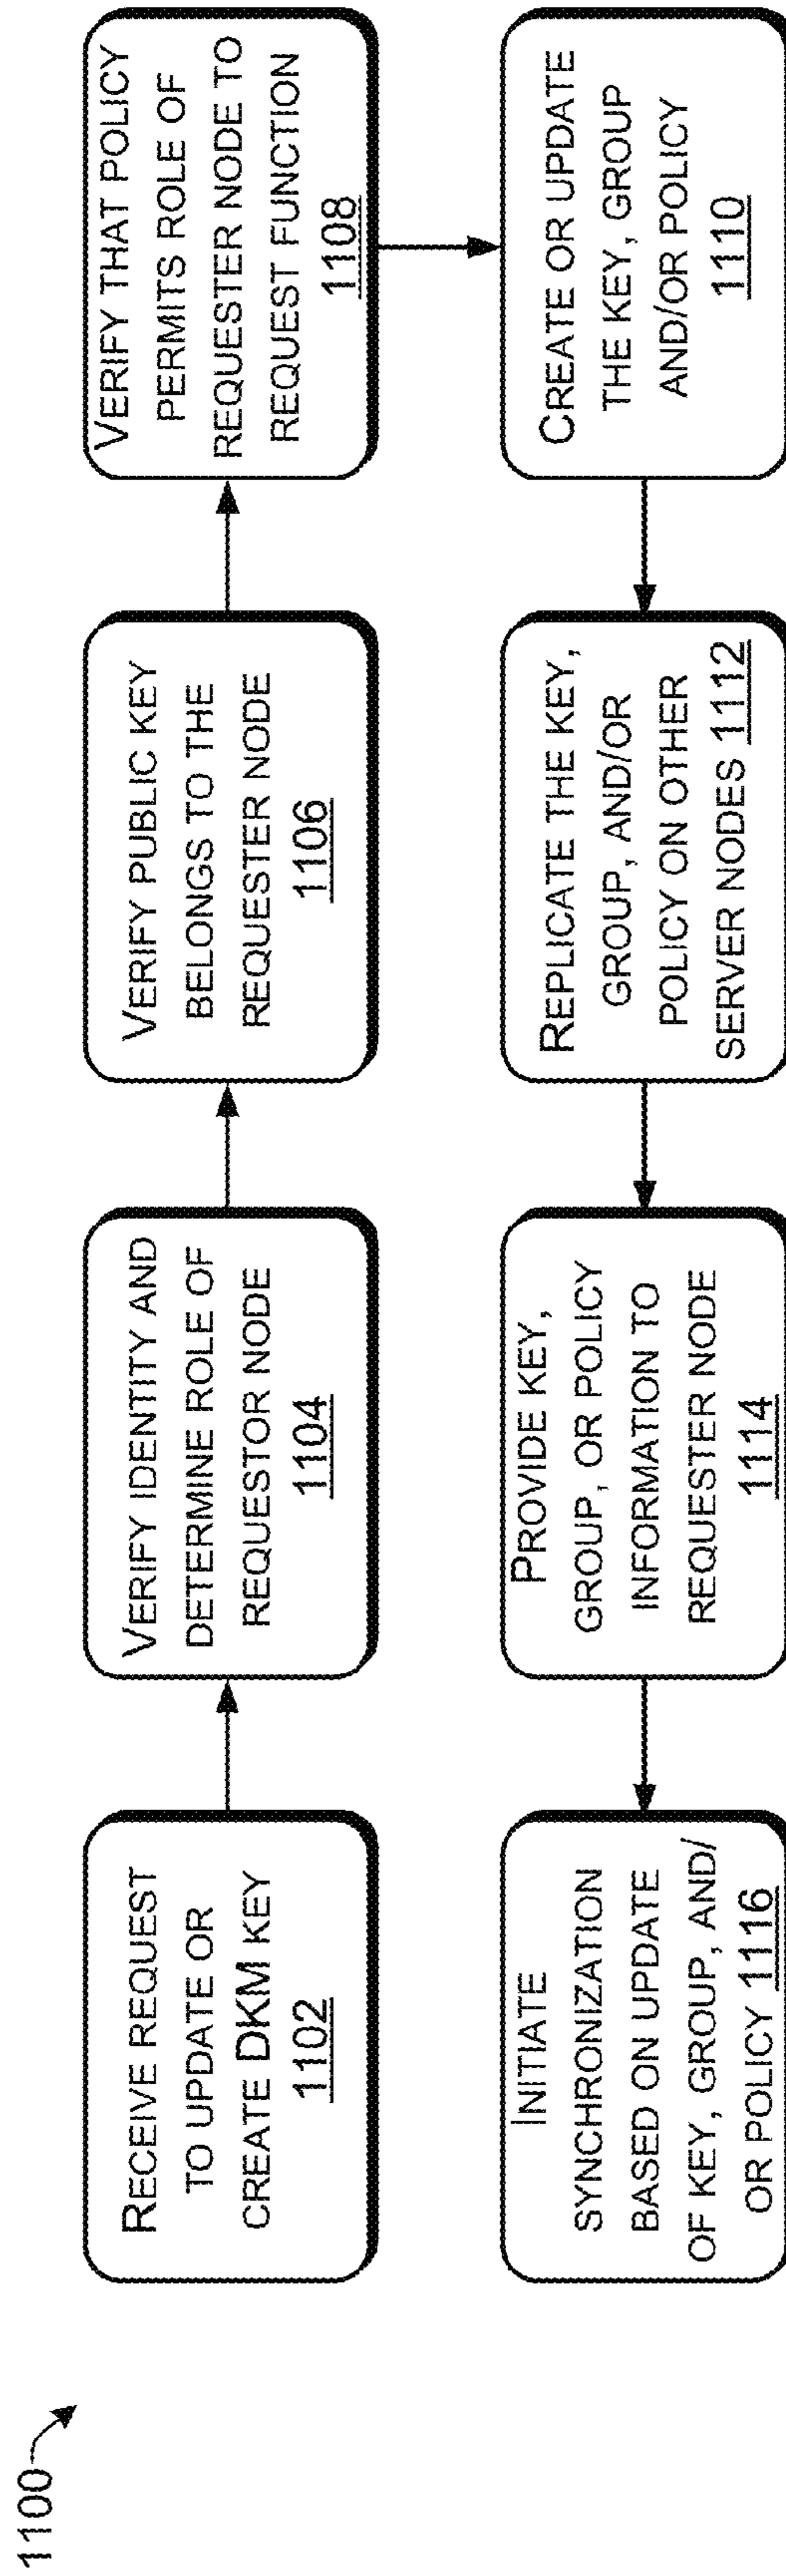 1100
RECEIVE REQUEST
TO UPDATE OR
CREATE DKM KEY
1102
VERIFY IDENTITY AND
DETERMINE ROLE OF
REQUESTOR NODE
1104
VERIFY PUBLIC KEY
BELONGS TO THE
REQUESTER NODE
1106
VERIFY THAT POLICY
PERMITS ROLE OF
REQUESTER NODE TO
REQUEST FUNCTION
1108
CREATE OR UPDATE
THE KEY, GROUP
AND/OR POLICY
1110
REPLICATE THE KEY,
GROUP, AND/OR
POLICY ON OTHER
SERVER NODES 1112
PROVIDE KEY,
GROUP, OR POLICY
INFORMATION TO
REQUESTER NODE
1114
INITIATE
SYNCHRONIZATION
BASED ON UPDATE
OF KEY, GROUP, AND/
OR POLICY 1116